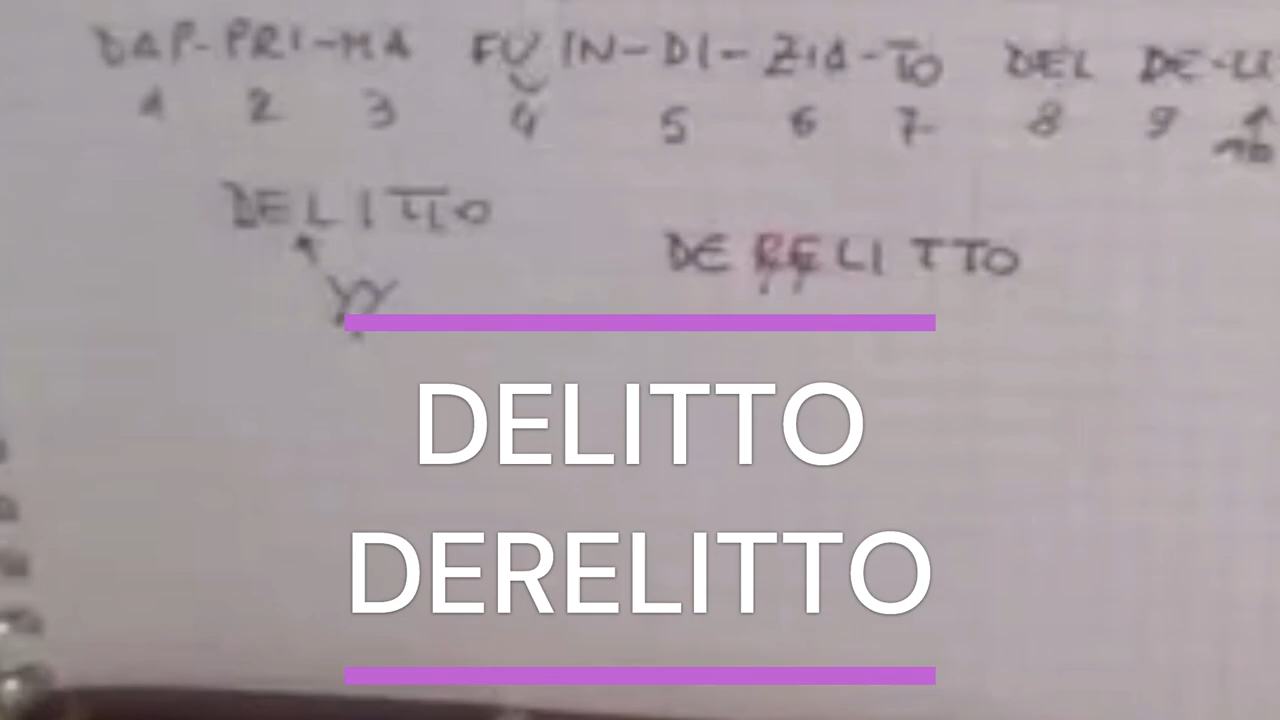 DAP-PRI-MA FU IN-DI-ZIA-TO DEL DE-LI
1 2 3 4 5 6 7 8 9
DELITTO
DERELITTO
DELITTO
DERELITTO